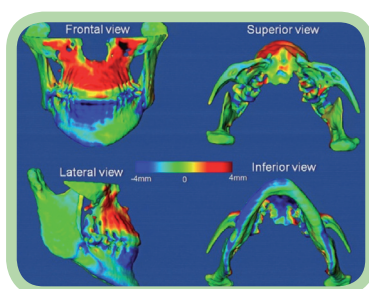 Frontal view
Superior view
Lateral view
-4mm
0
4mm
Inferior view